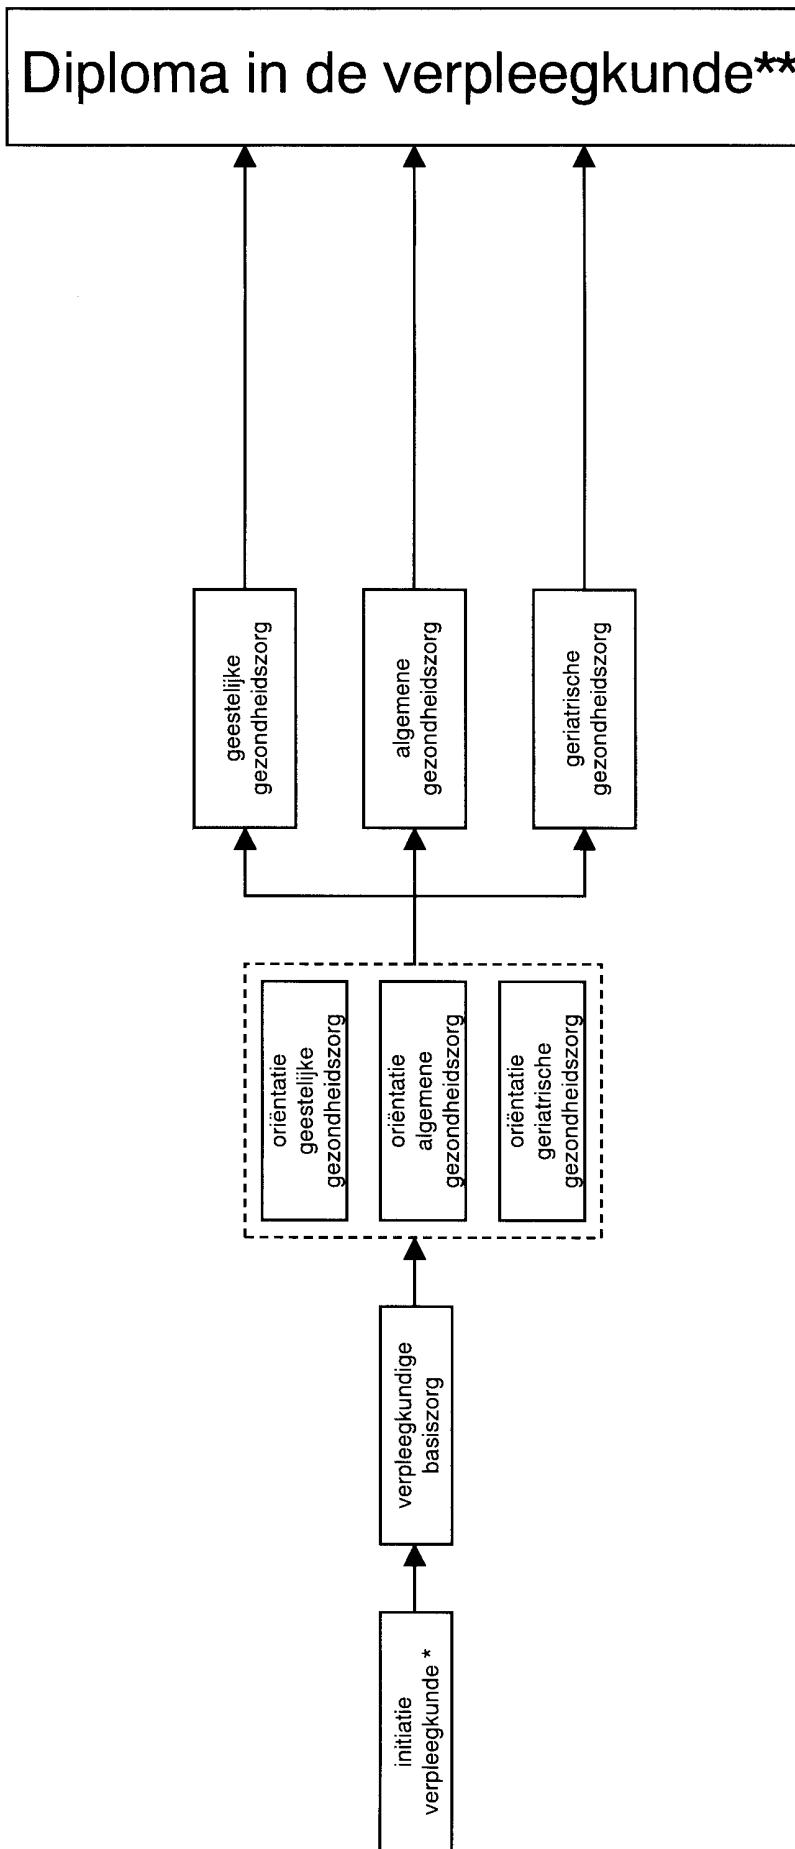 Diploma in de verpleegkunde**
geestelijke
gezondheidszorg
algemene
gezondheidszorg
geriatrische
gezondheidszorg
oriëntatie
geestelijke
gezondheidszorg
oriëntatie
algemene
gezondheidszorg
oriëntatie
geriatrische
gezondheidszorg
verpleegkundige
basiszorg
initiatie
verpleegkunde *